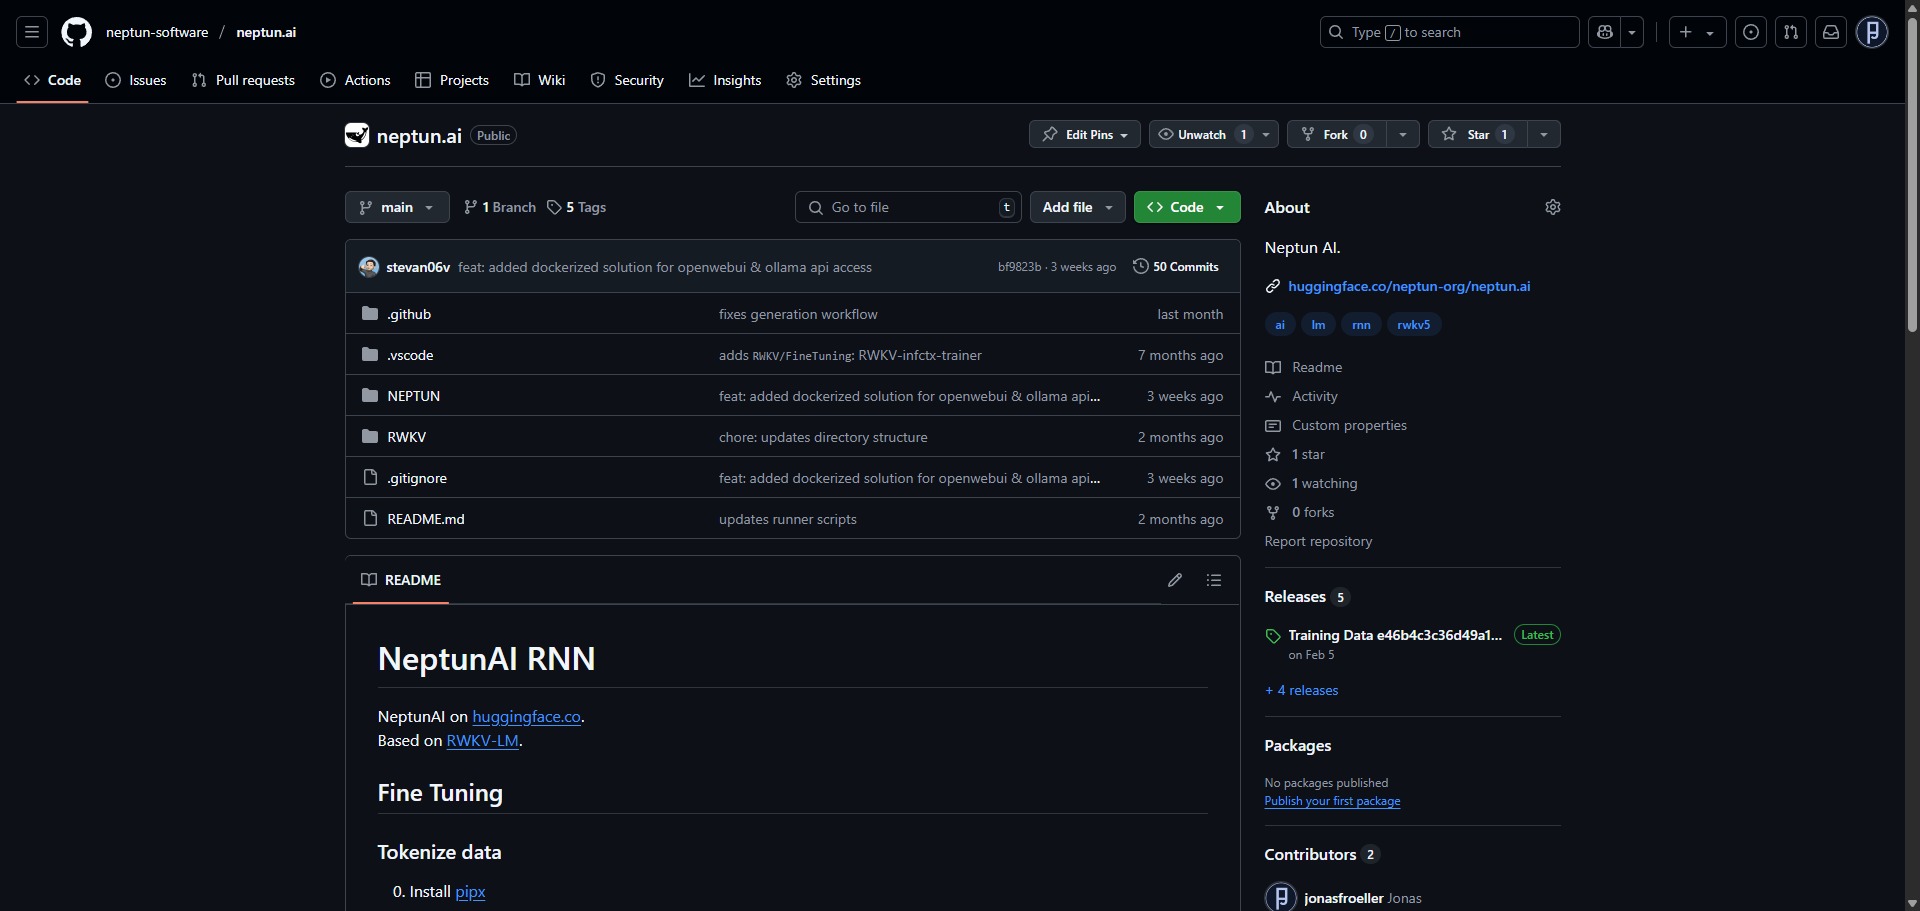 neptun-software / neptun.ai
Type / to search
Code Issues Pull requests Actions Projects Wiki Security Insights Settings
neptun.ai Public
Edit Pins Unwatch 1 Fork 0 Star 1
main 1 Branch 5 Tags Go to file t Add file Code
stevan06v feat: added dockerized solution for openwebui & ollama api access bf9823b · 3 weeks ago 50 Commits
.github fixes generation workflow last month
.vscode adds RWKV/FineTuning: RWKV-infctx-trainer 7 months ago
NEPTUN feat: added dockerized solution for openwebui & ollama api... 3 weeks ago
RWKV chore: updates directory structure 2 months ago
.gitignore feat: added dockerized solution for openwebui & ollama api... 3 weeks ago
README.md updates runner scripts 2 months ago
README
NeptunAI RNN
NeptunAI on huggingface.co.
Based on RWKV-LM.
Fine Tuning
Tokenize data
0. Install pipx
About
Neptun AI.
huggingface.co/neptun-org/neptun.ai
ai lm rnn rwkv5
Readme
Activity
Custom properties
1 star
1 watching
0 forks
Report repository
Releases 5
Training Data e46b4c3c36d49a1... Latest
on Feb 5
+ 4 releases
Packages
No packages published
Publish your first package
Contributors 2
jonasfroeller Jonas